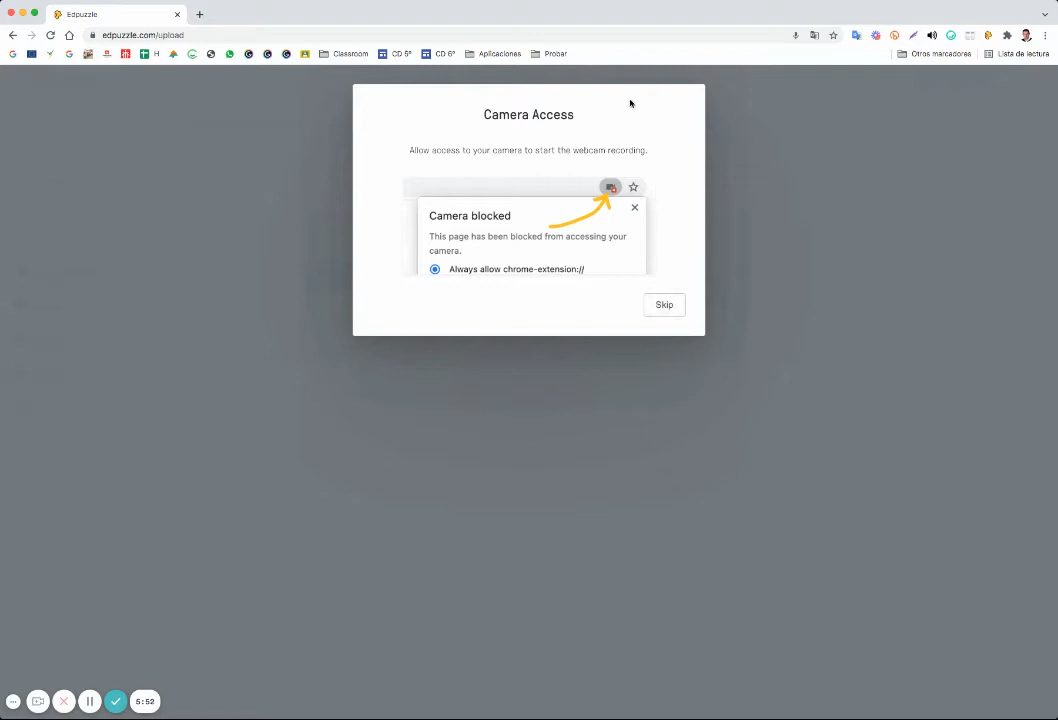 Edpuzzle
edpuzzle.com/upload
H Classroom CD 5º CD 6º Aplicaciones Probar Otros marcadores Lista de lectura
Camera Access
Allow access to your camera to start the webcam recording.
Camera blocked
This page has been blocked from accessing your
camera.
Always allow chrome-extension://
Skip
5:52